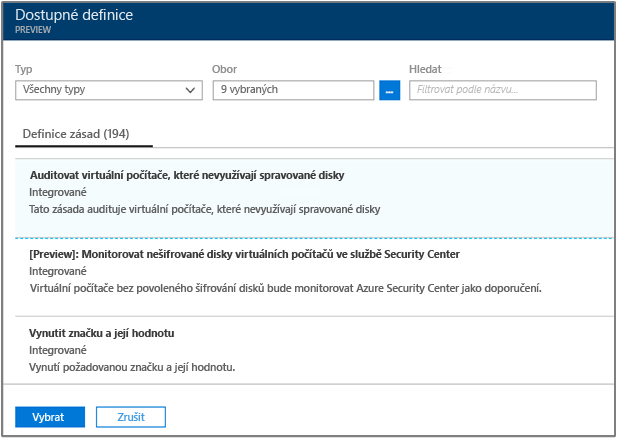 Dostupné definice
PREVIEW
Typ Obor Hledat
Všechny typy 9 vybraných ... Filtrovat podle názvu...
Definice zásad (194)
Auditovat virtuální počítače, které nevyužívají spravované disky
Integrované
Tato zásada audituje virtuální počítače, které nevyužívají spravované disky
[Preview]: Monitorovat nešifrované disky virtuálních počítačů ve službě Security Center
Integrované
Virtuální počítače bez povoleného šifrování disků bude monitorovat Azure Security Center jako doporučení.
Vynutit značku a její hodnotu
Integrované
Vynutí požadovanou značku a její hodnotu.
Vybrat Zrušit